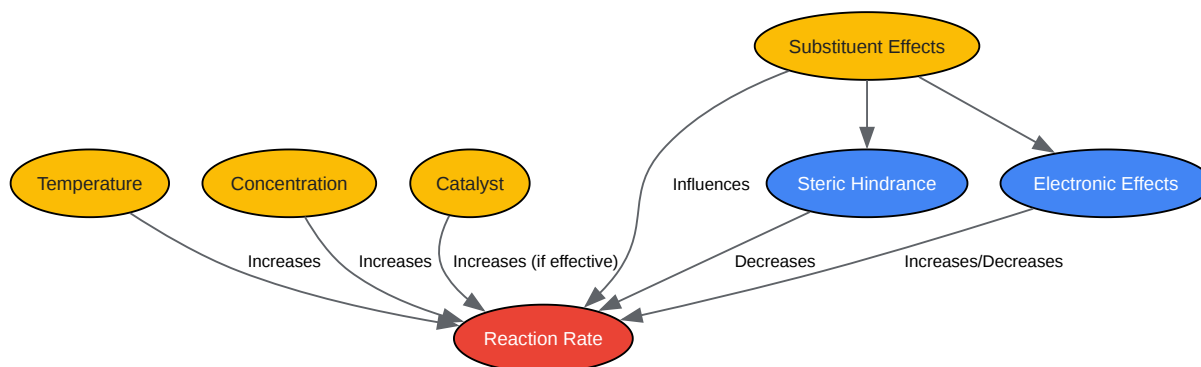 Substituent Effects
Temperature
Concentration
Catalyst
Influences
Steric Hindrance
Electronic Effects
Increases
Increases
Increases (if effective)
Decreases
Increases/Decreases
Reaction Rate